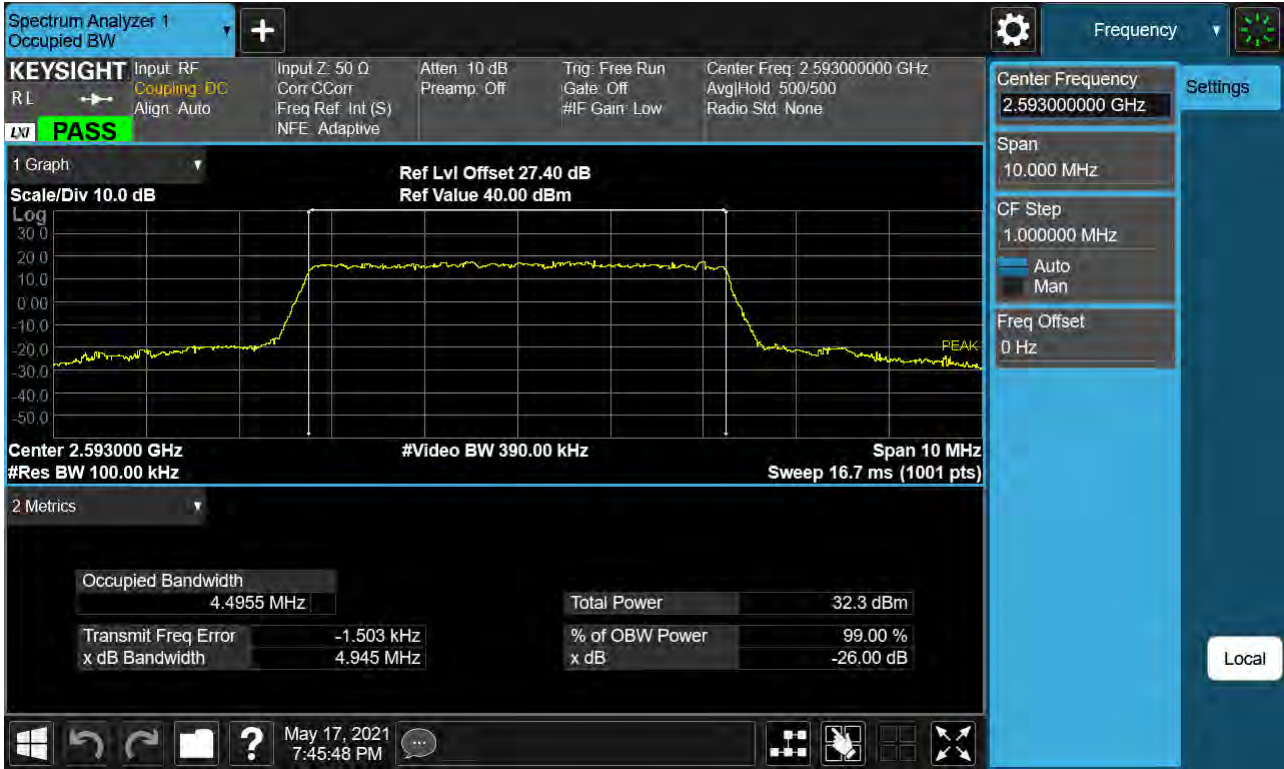 Spectrum Analyzer 1
Occupied BW
Frequency
KEYSIGHT
R L
LXI
PASS
Input: RF
Coupling: DC
Align: Auto
Input Z: 50 Ω
Corr CCorr
Freq Ref: Int (S)
NFE: Adaptive
Atten: 10 dB
Preamp: Off
Trig: Free Run
Gate: Off
#IF Gain: Low
Center Freq: 2.593000000 GHz
Avg|Hold: 500/500
Radio Std: None
Center Frequency
2.593000000 GHz
Settings
Span
10.000 MHz
CF Step
1.000000 MHz
Auto
Man
Freq Offset
0 Hz
1 Graph
Scale/Div 10.0 dB
Ref Lvl Offset 27.40 dB
Ref Value 40.00 dBm
Log
30.0
20.0
10.0
0.00
-10.0
-20.0
-30.0
-40.0
-50.0
PEAK
Center 2.593000 GHz
#Video BW 390.00 kHz
Span 10 MHz
#Res BW 100.00 kHz
Sweep 16.7 ms (1001 pts)
2 Metrics
Occupied Bandwidth
4.4955 MHz
Total Power 32.3 dBm
Transmit Freq Error -1.503 kHz
% of OBW Power 99.00 %
x dB Bandwidth 4.945 MHz
x dB -26.00 dB
Local
?
May 17, 2021
7:45:48 PM